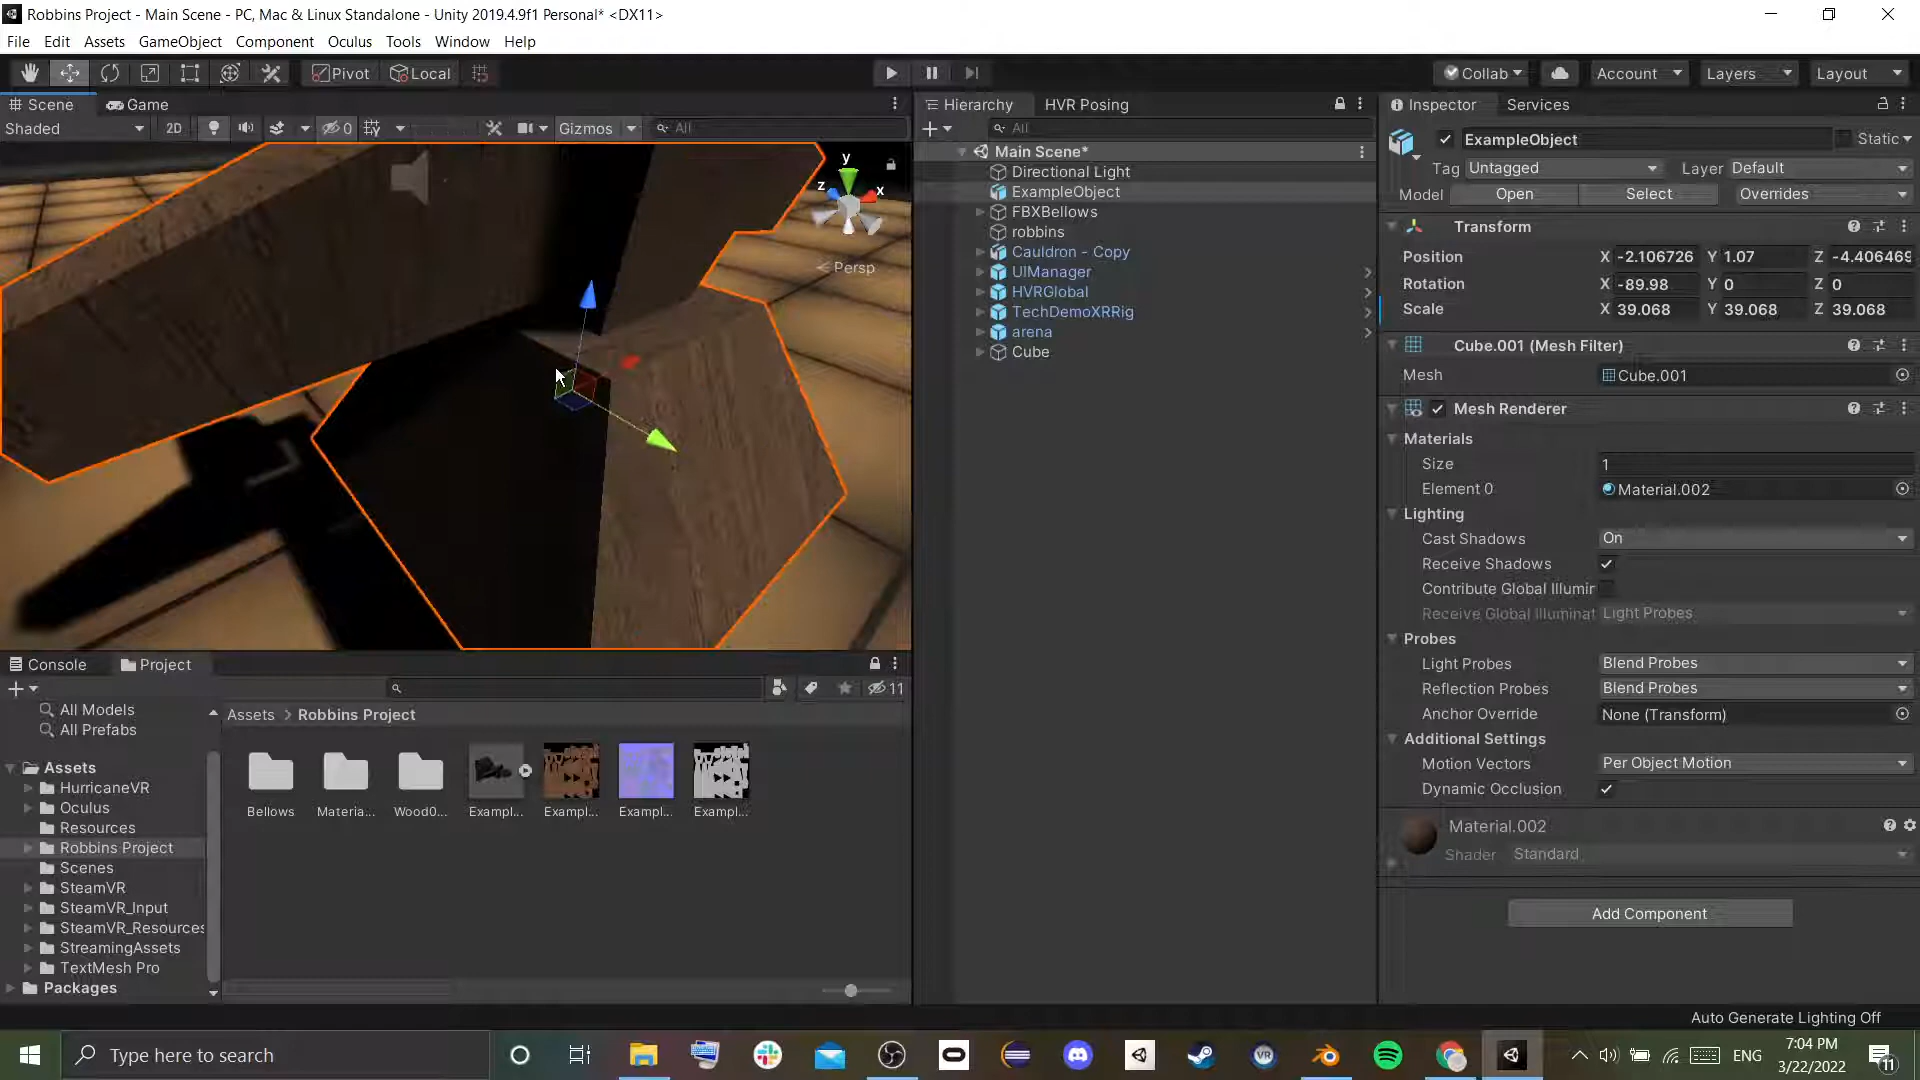 Robbins Project - Main Scene - PC, Mac & Linux Standalone - Unity 2019.4.9f1 Personal* <DX11>
File Edit Assets GameObject Component Oculus Tools Window Help
Pivot Local Collab Account Layers Layout
Scene Game
Shaded 2D 0 Gizmos All
y
z x
Persp
Hierarchy HVR Posing
All
Main Scene*
Directional Light
ExampleObject
FBXBellows
robbins
Cauldron - Copy
UIManager
HVRGlobal
TechDemoXRRig
arena
Cube
Inspector Services
ExampleObject Static
Tag Untagged Layer Default
Model Open Select Overrides
Transform
Position X -2.106726 Y 1.07 Z -4.406469
Rotation X -89.98 Y 0 Z 0
Scale X 39.068 Y 39.068 Z 39.068
Cube.001 (Mesh Filter)
Mesh Cube.001
Mesh Renderer
Materials
Size 1
Element 0 Material.002
Lighting
Cast Shadows On
Receive Shadows
Contribute Global Illumir
Receive Global Illuminat Light Probes
Probes
Light Probes Blend Probes
Reflection Probes Blend Probes
Anchor Override None (Transform)
Additional Settings
Motion Vectors Per Object Motion
Dynamic Occlusion
Material.002
Shader Standard
Add Component
Console Project
11
All Models
All Prefabs
Assets
HurricaneVR
Oculus
Resources
Robbins Project
Scenes
SteamVR
SteamVR_Input
SteamVR_Resources
StreamingAssets
TextMesh Pro
Packages
Assets > Robbins Project
Bellows Materia... Wood0... Exampl... Exampl... Exampl... Exampl...
Auto Generate Lighting Off
Type here to search
ENG
7:04 PM
3/22/2022
11